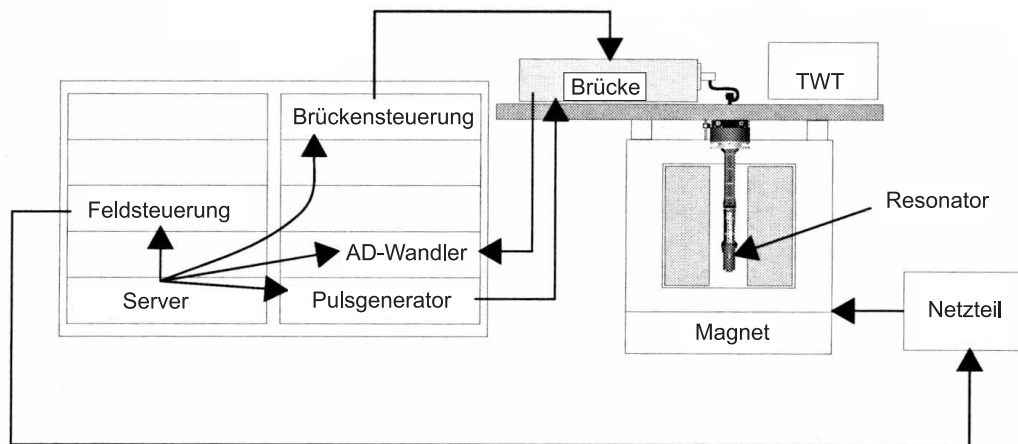 Brückensteuerung
Feldsteuerung
AD-Wandler
Server
Pulsgenerator
Brücke
TWT
Resonator
Magnet
Netzteil